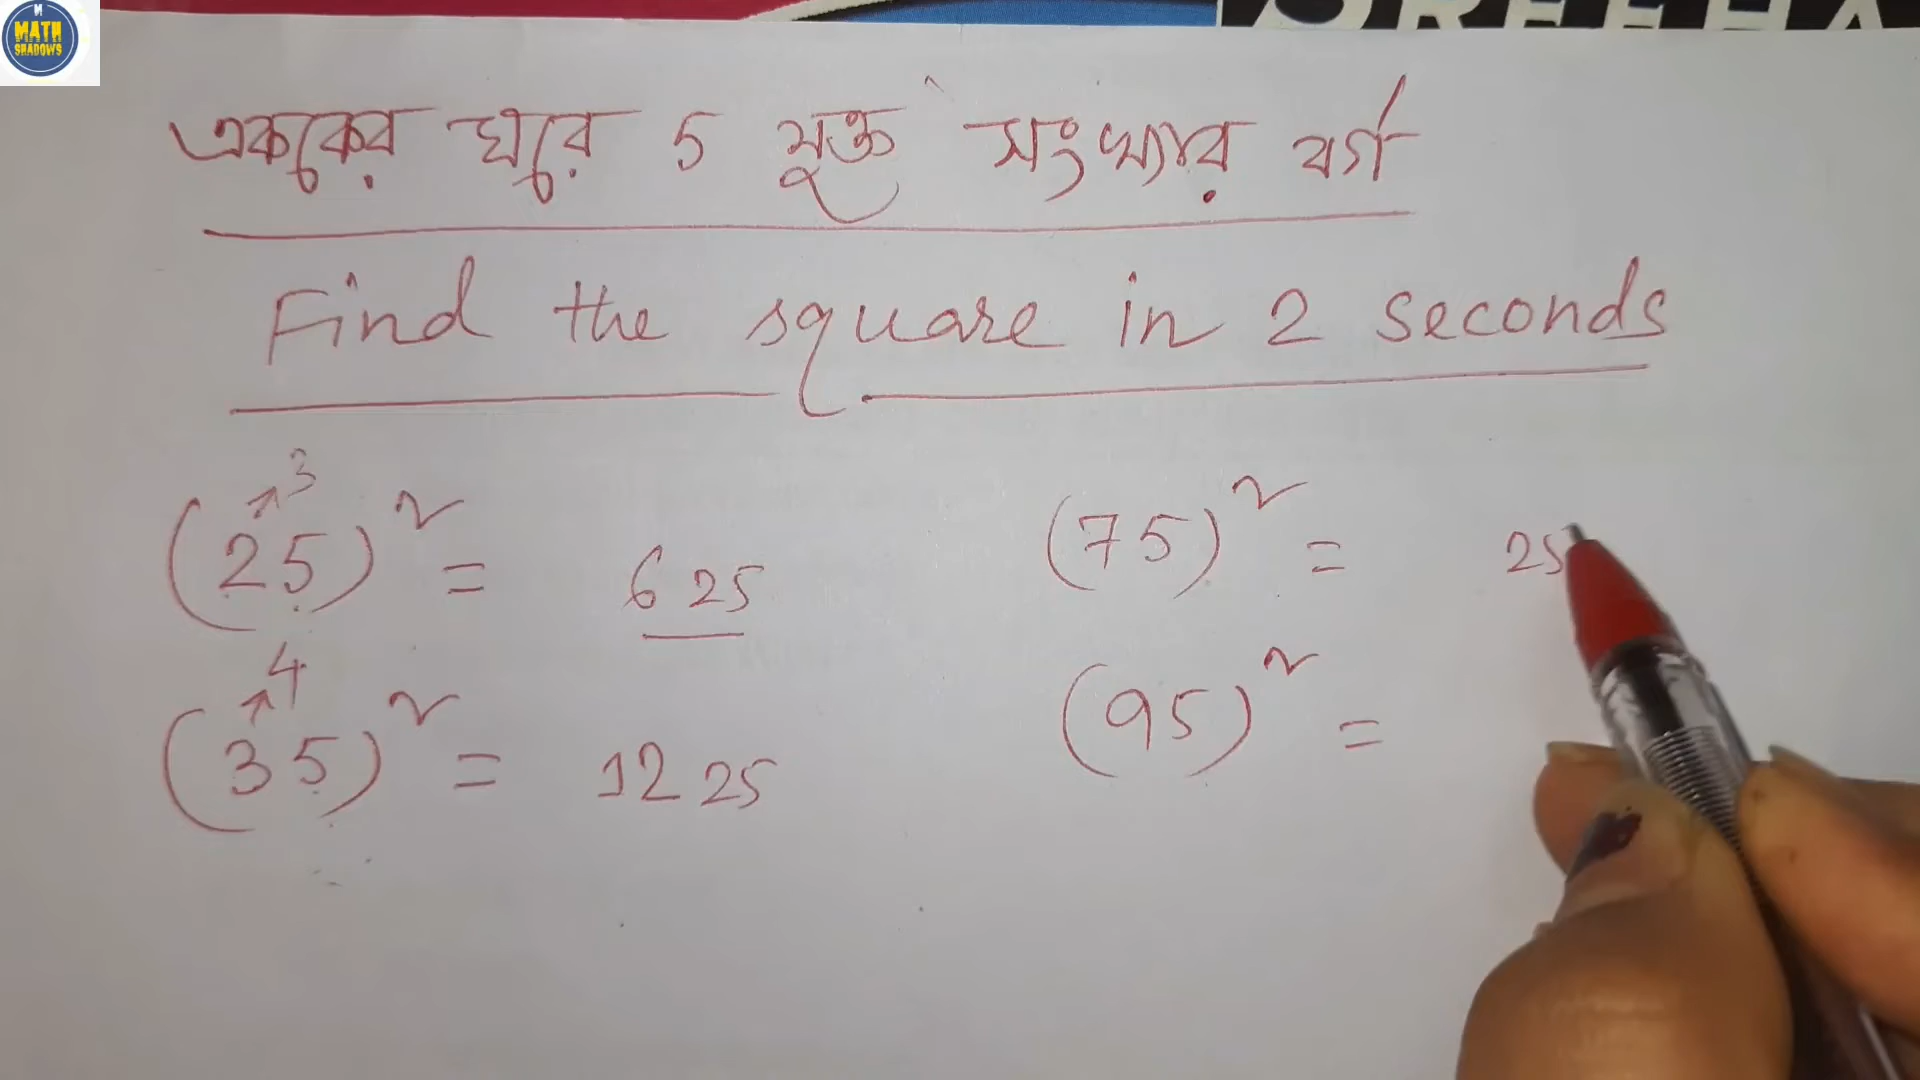 M
MATH
SHADOWS
এককের ঘরে 5 যুক্ত সংখ্যার বর্গ
Find the square in 2 seconds
3
(25)² = 625
4
(35)² = 1225
(75)² = 25
(95)² =